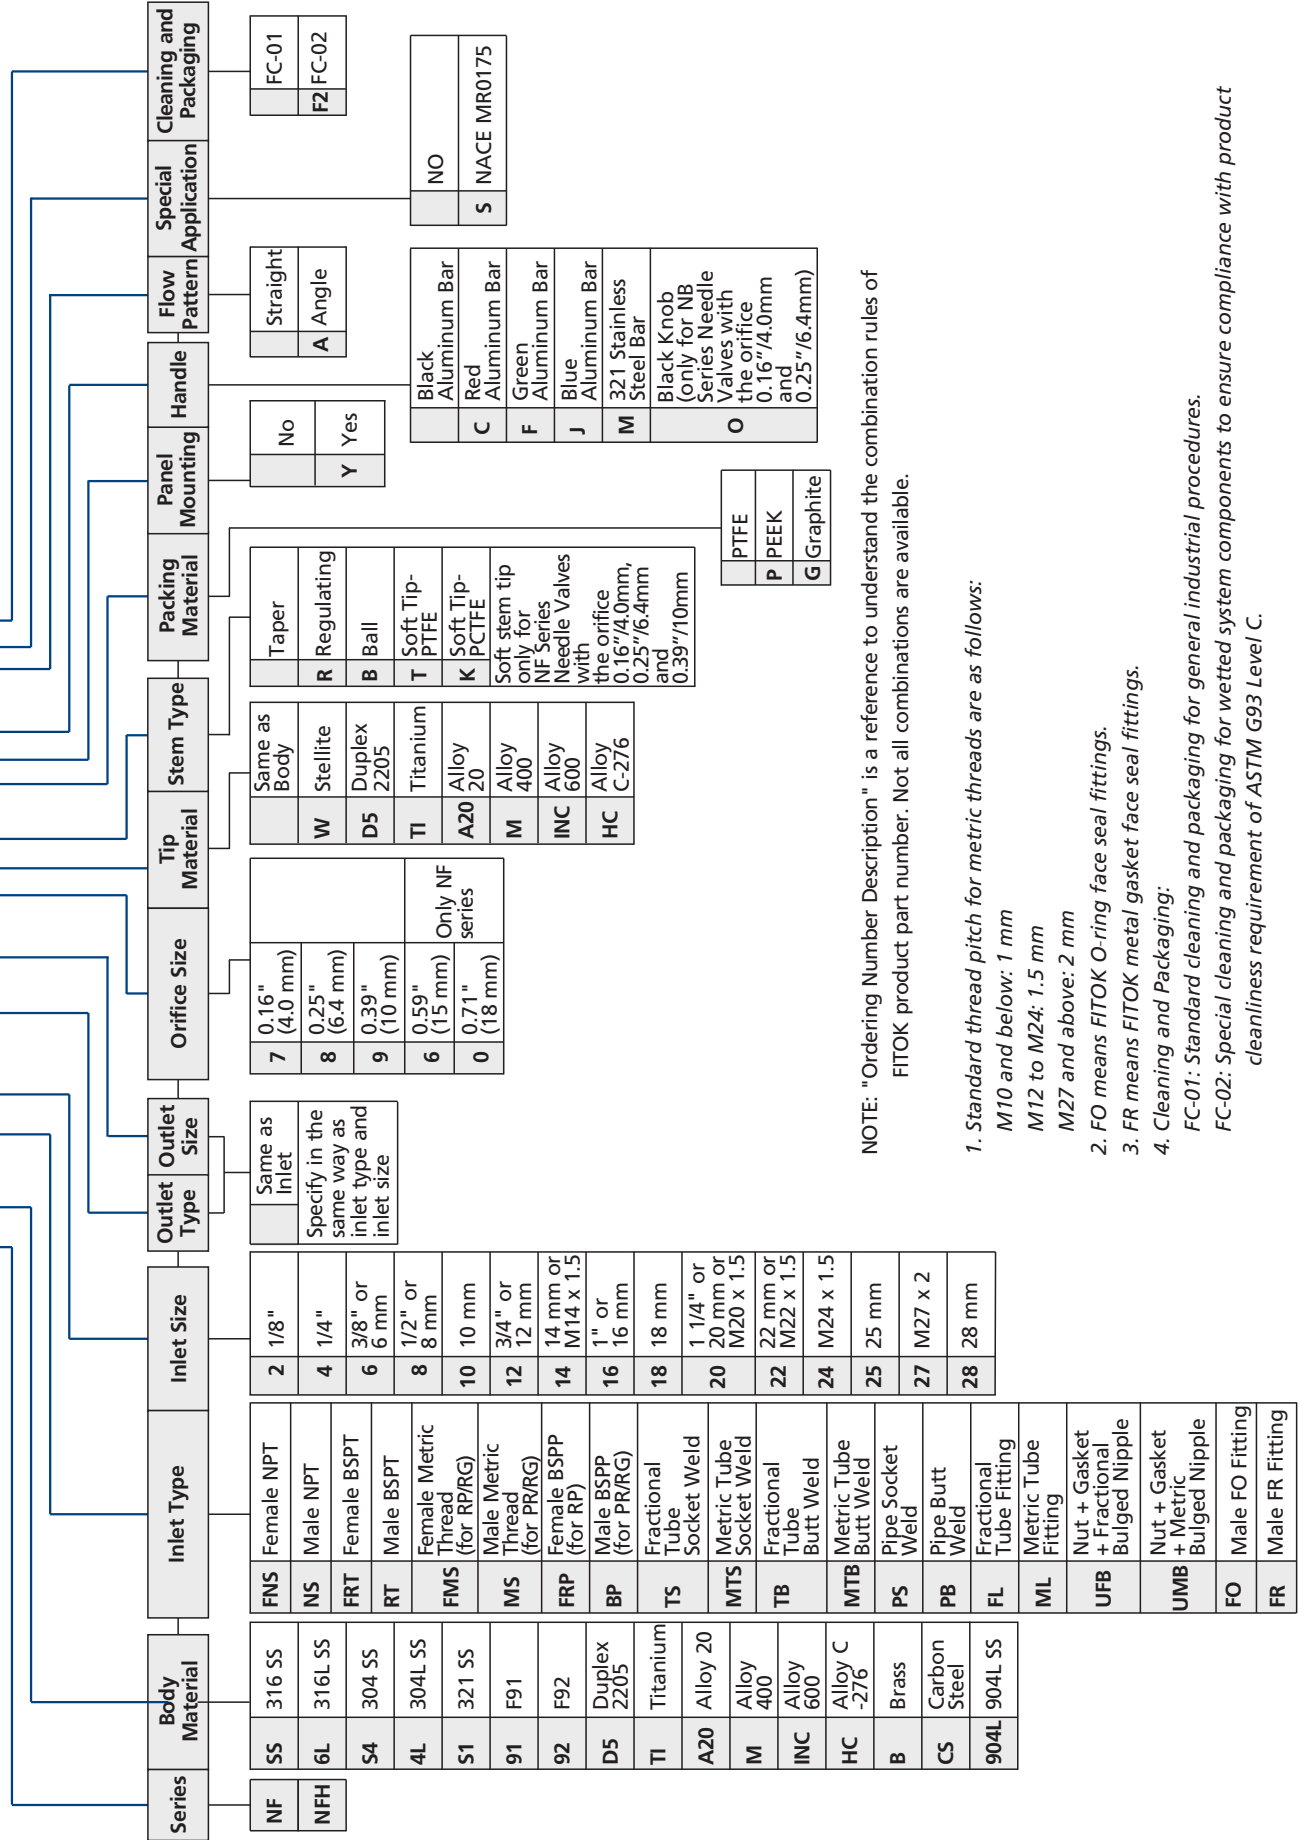 Series
NF
NFH
Body
Material
SS 316 SS
6L 316L SS
S4 304 SS
4L 304L SS
S1 321 SS
91 F91
92 F92
D5 Duplex
2205
TI Titanium
A20 Alloy 20
M Alloy
400
INC Alloy
600
HC Alloy C
-276
B Brass
CS Carbon
Steel
904L 904L SS
Inlet Type
FNS Female NPT
NS Male NPT
FRT Female BSPT
RT Male BSPT
FMS Female Metric
Thread
(for RP/RG)
MS Male Metric
Thread
(for PR/RG)
FRP Female BSPP
(for RP)
BP Male BSPP
(for PR/RG)
TS Fractional
Tube
Socket Weld
MTS Metric Tube
Socket Weld
TB Fractional
Tube
Butt Weld
MTB Metric Tube
Butt Weld
PS Pipe Socket
Weld
PB Pipe Butt
Weld
FL Fractional
Tube Fitting
ML Metric Tube
Fitting
UFB Nut + Gasket
+ Fractional
Bulged Nipple
UMB Nut + Gasket
+ Metric
Bulged Nipple
FO Male FO Fitting
FR Male FR Fitting
Inlet Size
2 1/8"
4 1/4"
6 3/8" or
6 mm
8 1/2" or
8 mm
10 10 mm
12 3/4" or
12 mm
14 14 mm or
M14 x 1.5
16 1" or
16 mm
18 18 mm
20 1 1/4" or
20 mm or
M20 x 1.5
22 22 mm or
M22 x 1.5
24 M24 x 1.5
25 25 mm
27 M27 x 2
28 28 mm
Outlet
Type
Outlet
Size
Same as
Inlet
Specify in the
same way as
inlet type and
inlet size
Orifice Size
7 0.16"
(4.0 mm)
8 0.25"
(6.4 mm)
9 0.39"
(10 mm)
6 0.59"
(15 mm)
0 0.71"
(18 mm)
Only NF
series
Tip
Material
Same as
Body
W Stellite
D5 Duplex
2205
TI Titanium
A20 Alloy
20
M Alloy
400
INC Alloy
600
HC Alloy
C-276
Stem Type
Taper
R Regulating
B Ball
T Soft Tip-
PTFE
K Soft Tip-
PCTFE
Soft stem tip
only for
NF Series
Needle Valves
with
the orifice
0.16"/4.0mm,
0.25"/6.4mm
and
0.39"/10mm
Packing
Material
PTFE
P PEEK
G Graphite
Panel
Mounting
No
Y Yes
Handle
Black
Aluminum Bar
C Red
Aluminum Bar
F Green
Aluminum Bar
J Blue
Aluminum Bar
M 321 Stainless
Steel Bar
O Black Knob
(only for NB
Series Needle
Valves with
the orifice
0.16"/4.0mm
and
0.25"/6.4mm)
Flow
Pattern
Straight
A Angle
Special
Application
NO
S NACE MR0175
Cleaning and
Packaging
FC-01
F2 FC-02
NOTE: "Ordering Number Description" is a reference to understand the combination rules of
FITOK product part number. Not all combinations are available.
1. Standard thread pitch for metric threads are as follows:
M10 and below: 1 mm
M12 to M24: 1.5 mm
M27 and above: 2 mm
2. FO means FITOK O-ring face seal fittings.
3. FR means FITOK metal gasket face seal fittings.
4. Cleaning and Packaging:
FC-01: Standard cleaning and packaging for general industrial procedures.
FC-02: Special cleaning and packaging for wetted system components to ensure compliance with product
cleanliness requirement of ASTM G93 Level C.